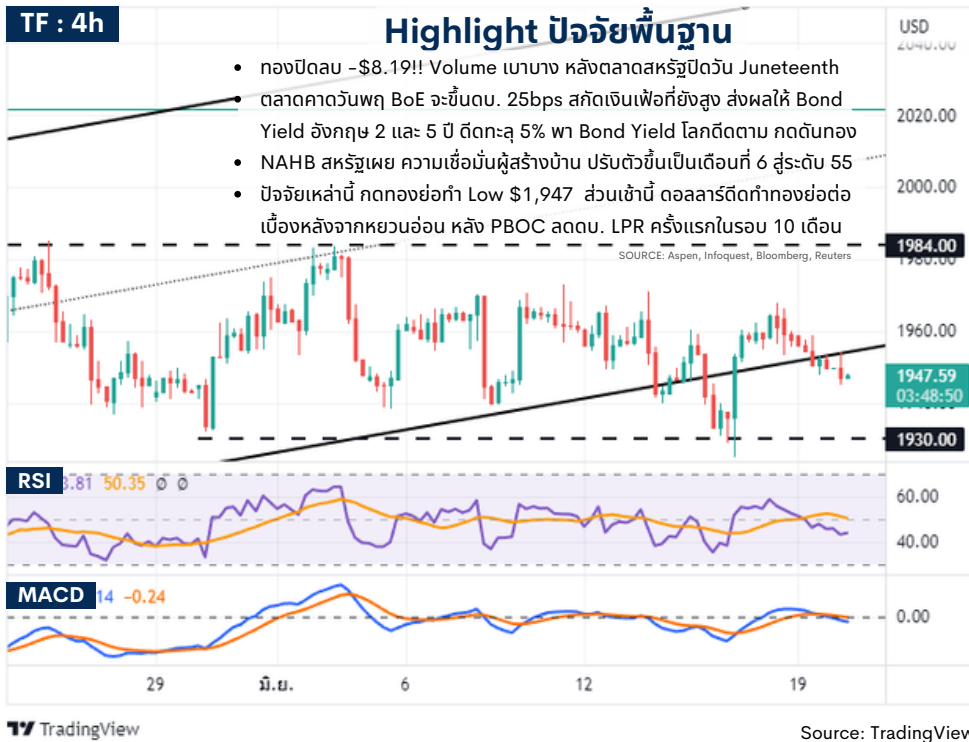 TF : 4h
Highlight ปัจจัยพื้นฐาน
USD
• ทองปิดลบ -$8.19!! Volume เบาบาง หลังตลาดสหรัฐปิดวัน Juneteenth
• ตลาดคาดวันพฤ BoE จะขึ้นดบ. 25bps สกัดเงินเฟ้อที่ยังสูง ส่งผลให้ Bond
Yield อังกฤษ 2 และ 5 ปี ดีดทะลุ 5% พา Bond Yield โลกดีดตาม กดดันทอง
• NAHB สหรัฐเผย ความเชื่อมั่นผู้สร้างบ้าน ปรับตัวขึ้นเป็นเดือนที่ 6 สู่ระดับ 55
• ปัจจัยเหล่านี้ กดทองย่อทำ Low $1,947 ส่วนเช้านี้ ดอลลาร์ดีดทำทองย่อต่อ
เบื้องหลังจากหยวนอ่อน หลัง PBOC ลดดบ. LPR ครั้งแรกในรอบ 10 เดือน
SOURCE: Aspen, Infoquest, Bloomberg, Reuters
2040.00
2020.00
2000.00
1984.00
1980.00
1960.00
1947.59
03:48:50
1930.00
RSI 3.81 50.35 Ø Ø
60.00
40.00
MACD 14 −0.24
0.00
29 มิ.ย. 6 12 19
TradingView
Source: TradingView